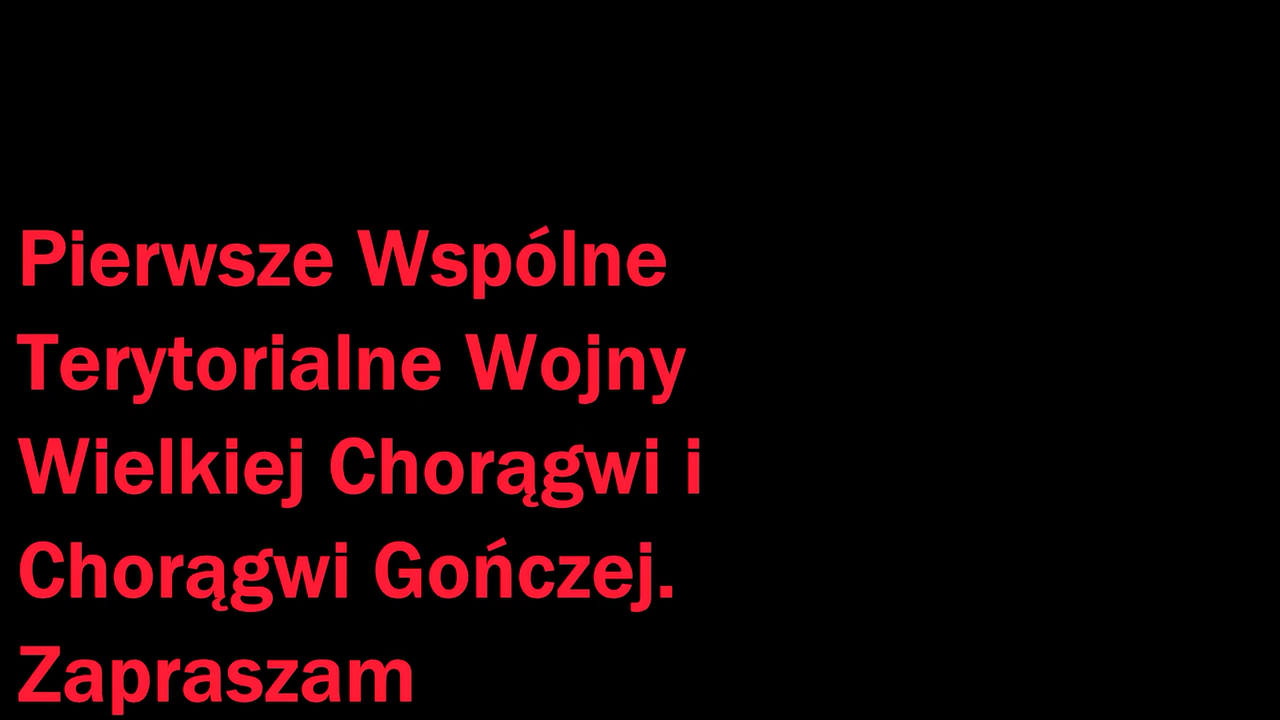 Pierwsze Wspólne
Terytorialne Wojny
Wielkiej Chorągwi i
Chorągwi Gończej.
Zapraszam